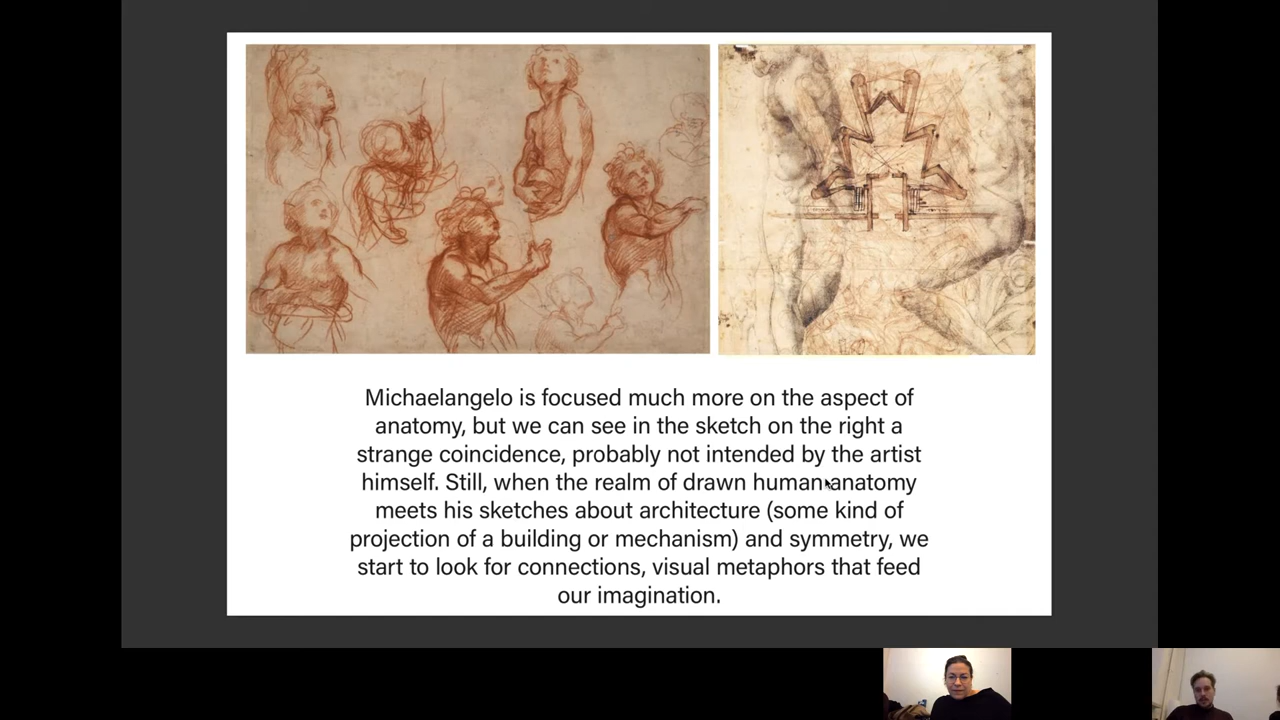 Michaelangelo is focused much more on the aspect of
anatomy, but we can see in the sketch on the right a
strange coincidence, probably not intended by the artist
himself. Still, when the realm of drawn human anatomy
meets his sketches about architecture (some kind of
projection of a building or mechanism) and symmetry, we
start to look for connections, visual metaphors that feed
our imagination.